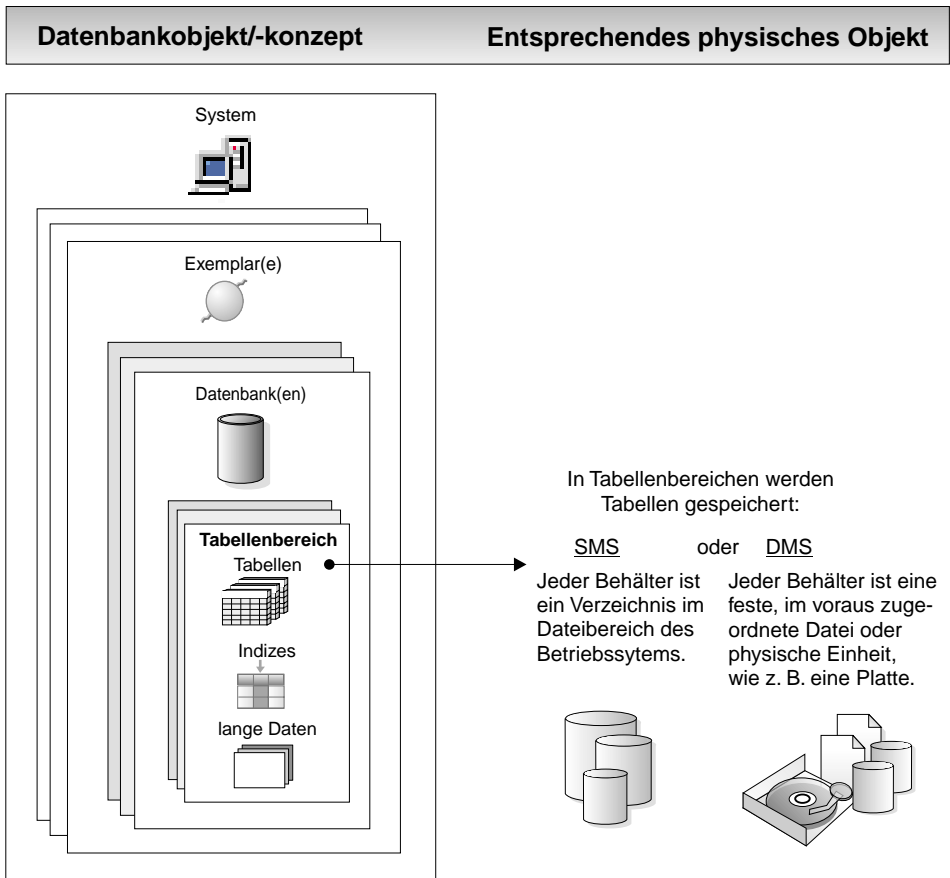 Datenbankobjekt/-konzept
Entsprechendes physisches Objekt
System
Exemplar(e)
Datenbank(en)
Tabellenbereich
Tabellen
Indizes
lange Daten
In Tabellenbereichen werden
Tabellen gespeichert:
SMS oder DMS
Jeder Behälter ist
ein Verzeichnis im
Dateibereich des
Betriebssytems.
Jeder Behälter ist eine
feste, im voraus zuge-
ordnete Datei oder
physische Einheit,
wie z. B. eine Platte.